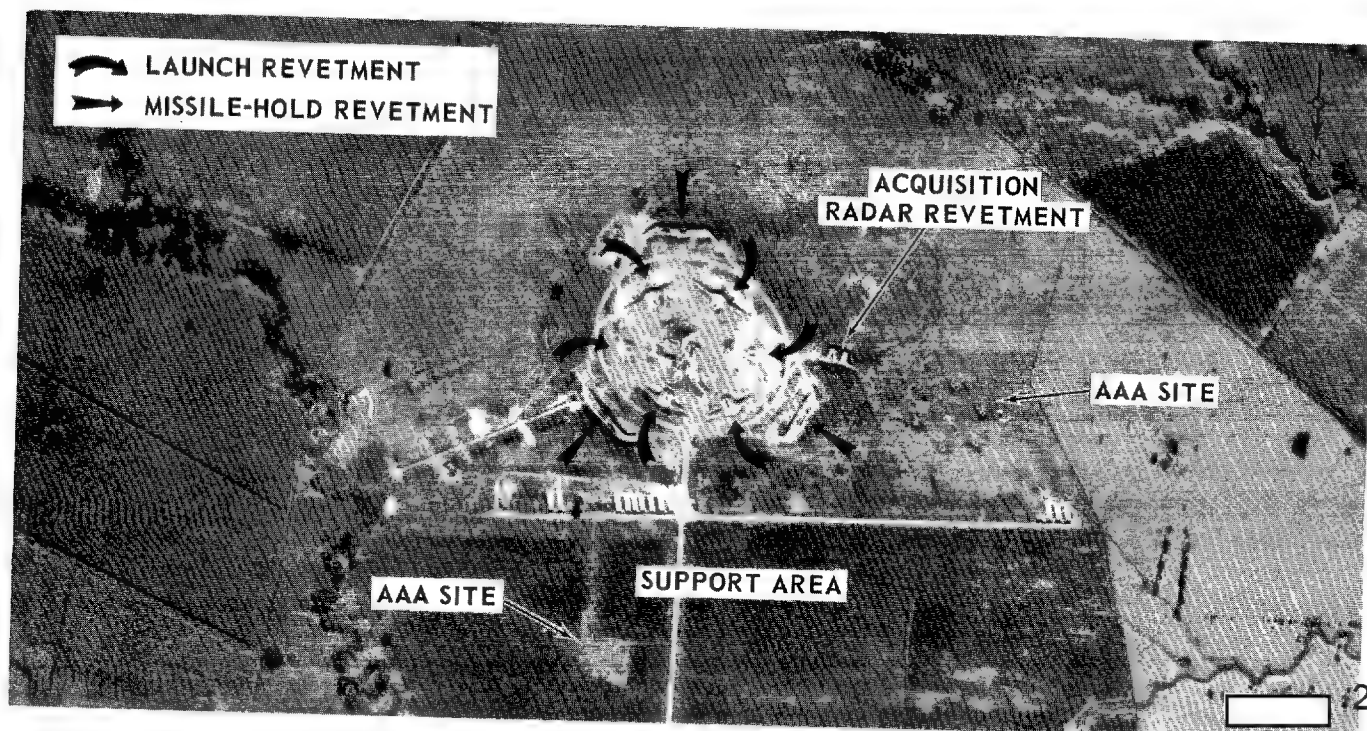 LAUNCH REVETMENT
MISSILE-HOLD REVETMENT
ACQUISITION
RADAR REVETMENT
AAA SITE
AAA SITE
SUPPORT AREA